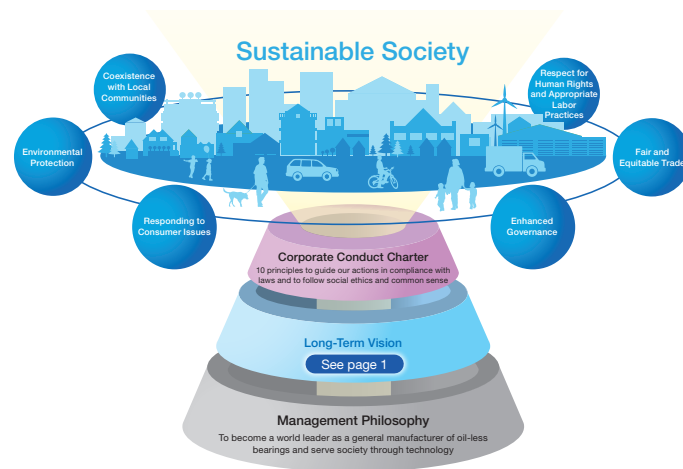 Sustainable Society
Coexistence
with Local
Communities
Respect for
Human Rights
and Appropriate
Labor
Practices
Environmental
Protection
Fair and
Equitable Trade
Responding to
Consumer Issues
Enhanced
Governance
Corporate Conduct Charter
10 principles to guide our actions in compliance with
laws and to follow social ethics and common sense
Long-Term Vision
See page 1
Management Philosophy
To become a world leader as a general manufacturer of oil-less
bearings and serve society through technology